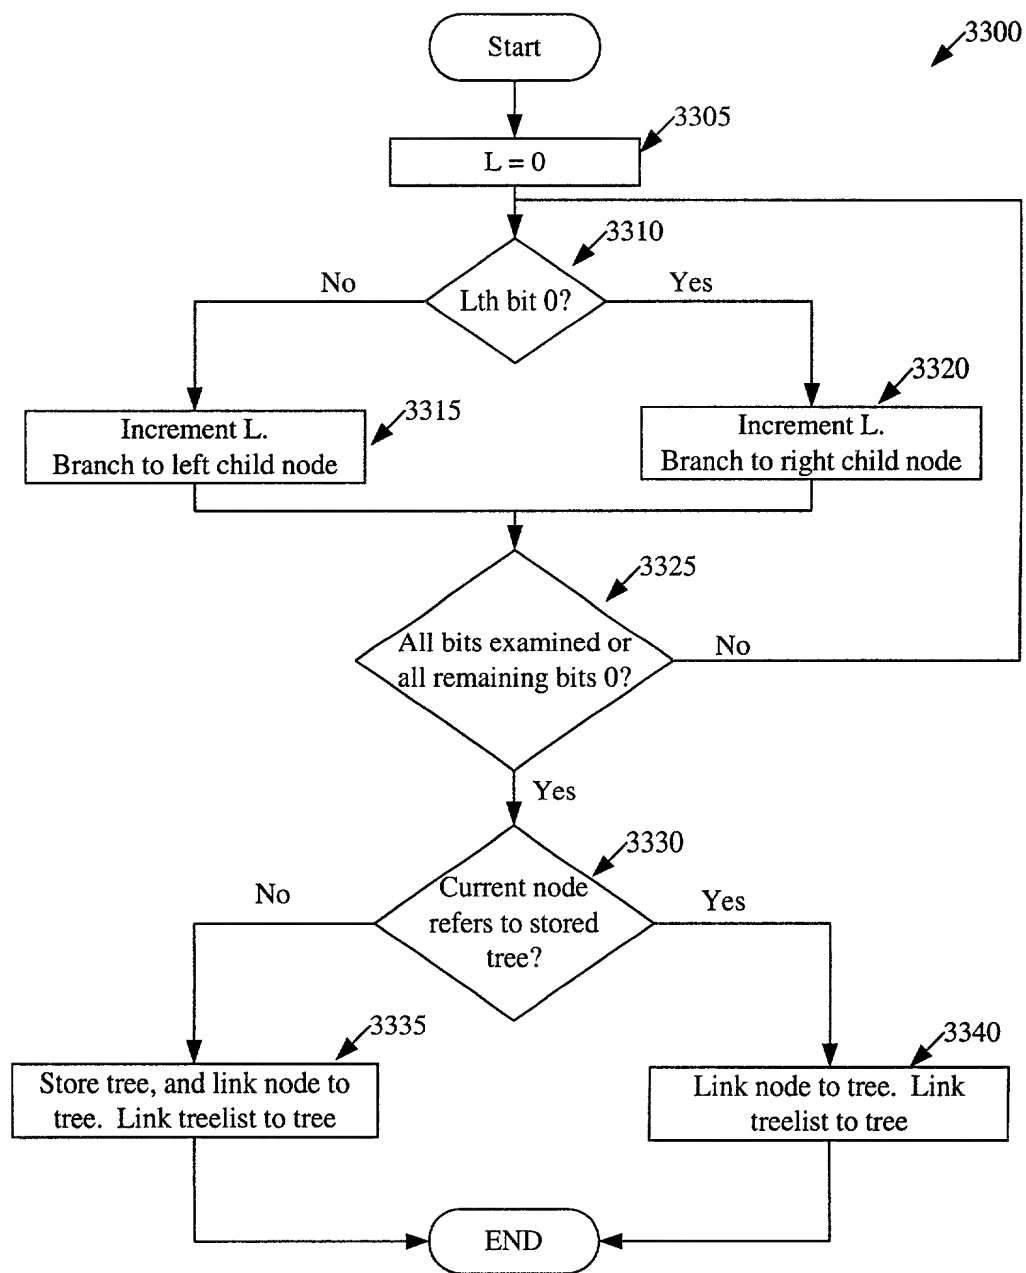 Start
3300
3305
L = 0
3310
No
Lth bit 0?
Yes
3320
3315
Increment L.
Branch to left child node
Increment L.
Branch to right child node
3325
All bits examined or
all remaining bits 0?
No
Yes
3330
No
Current node
refers to stored
tree?
Yes
3335
3340
Store tree, and link node to
tree.  Link treelist to tree
Link node to tree.  Link
treelist to tree
END